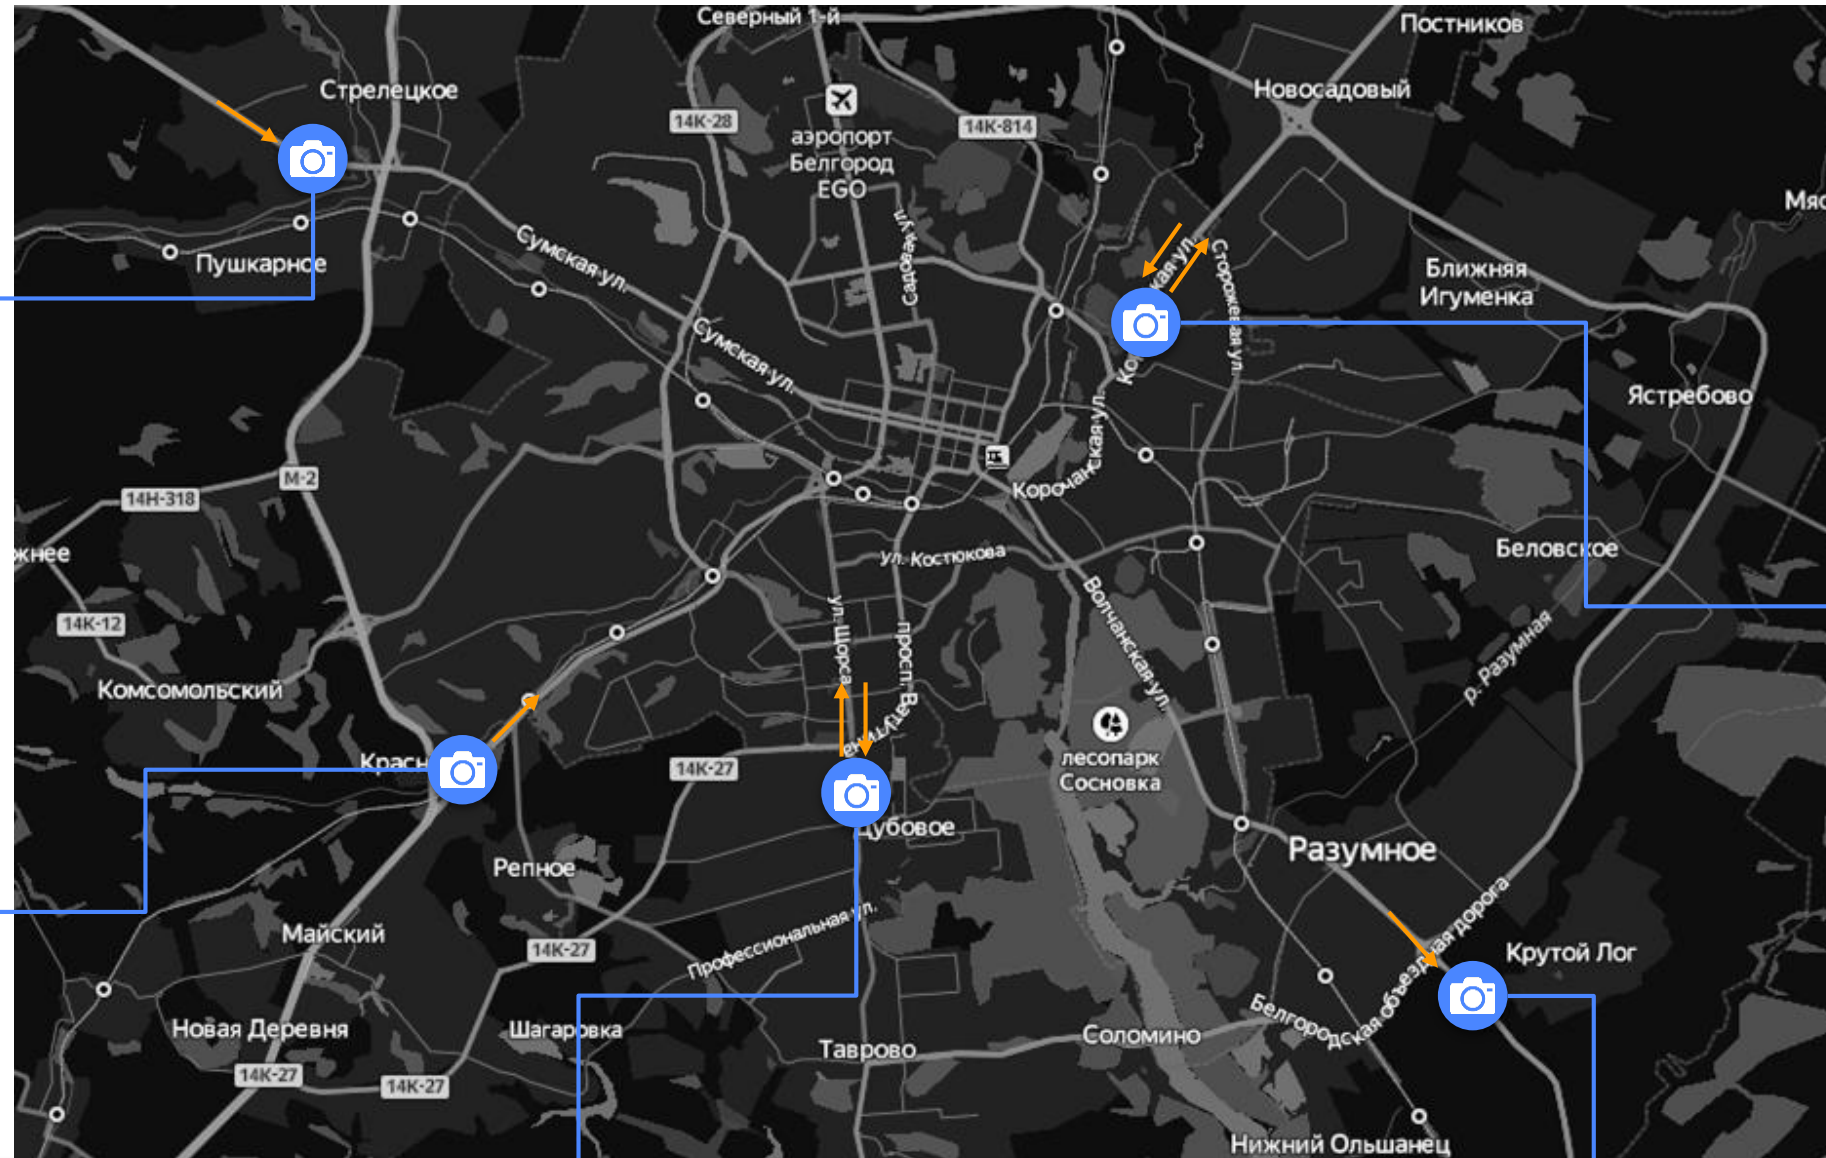 Северный 1-й
Постников
Стрелецкое
Новосадовый
14К-28
14К-814
аэропорт
Белгород
EGO
Садовая ул.
Пушкарное
Сумская ул.
кая ул.
Сторожевая ул.
Ближняя
Игуменка
Сумская ул.
Ястребово
М-2
14Н-318
Корочанская ул.
жнее
ул. Костюкова
Беловское
14К-12
ул. Щорса
просп. Ватутина
Волчанская ул.
р. Разумная
Комсомольский
Красн
14К-27
лесопарк
Сосновка
Дубовое
Разумное
Репное
Майский
14К-27
Профессиональная ул.
Крутой Лог
Белгородская объездная дорога
Новая Деревня
Шагаровка
Таврово
Соломино
14К-27
14К-27
Нижний Ольшанец